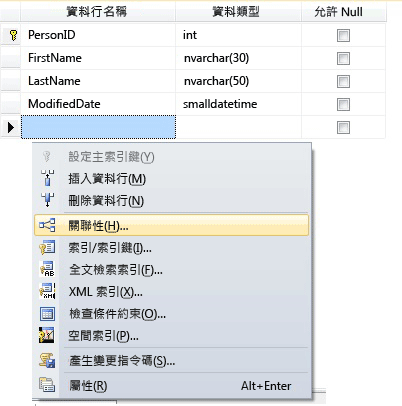 資料行名稱 資料類型 允許 Null
PersonID int
FirstName nvarchar(30)
LastName nvarchar(50)
ModifiedDate smalldatetime
設定主索引鍵(Y)
插入資料行(M)
刪除資料行(N)
關聯性(H)...
索引/索引鍵(I)...
全文檢索索引(F)...
XML 索引(X)...
檢查條件約束(O)...
空間索引(P)...
產生變更指令碼(S)...
屬性(R) Alt+Enter